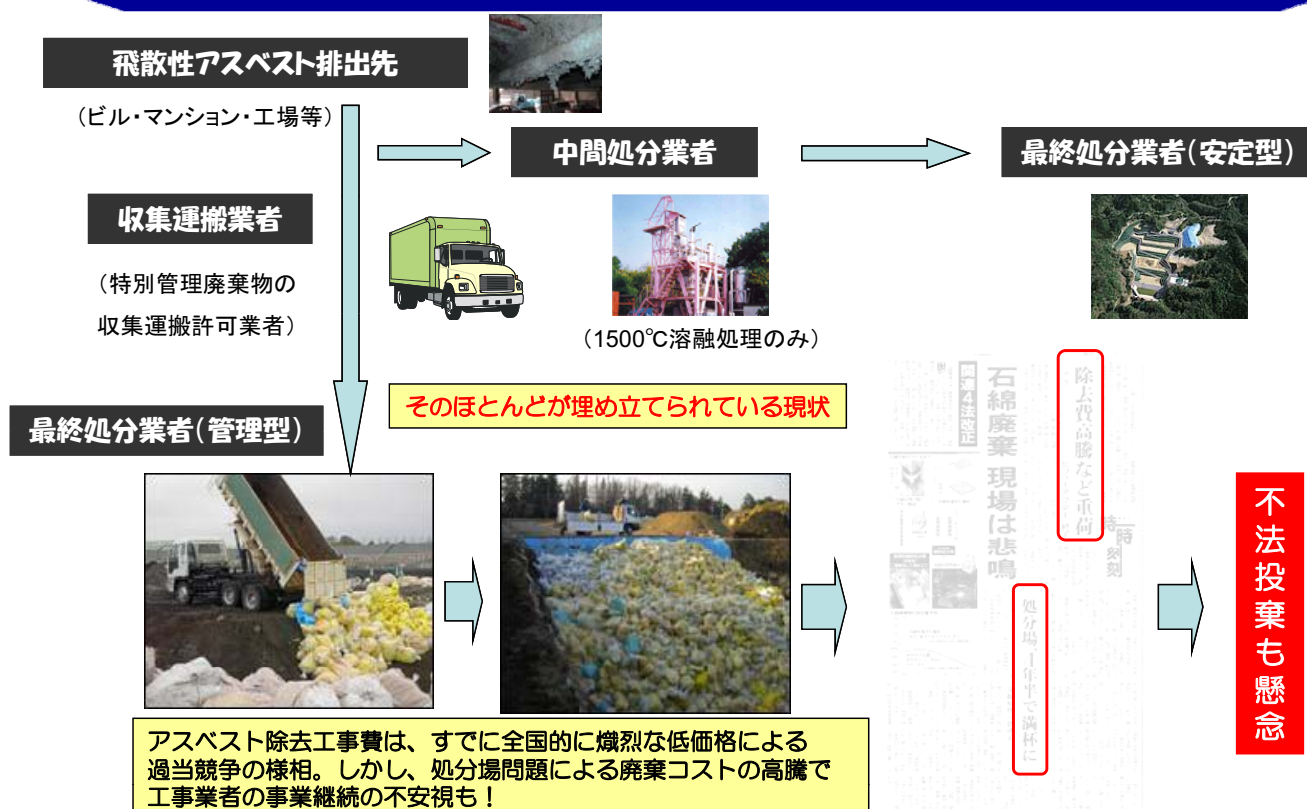 飛散性アスベスト排出先
（ビル・マンション・工場等）
中間処分業者
最終処分業者（安定型）
収集運搬業者
（特別管理廃棄物の
収集運搬許可業者）
（1500℃溶融処理のみ）
そのほとんどが埋め立てられている現状
最終処分業者（管理型）
関連4法改正
石綿廃棄 現場は悲鳴
除去費高騰など重荷
時時刻刻
処分場、1年半で満杯に
不法投棄も懸念
アスベスト除去工事費は、すでに全国的に熾烈な低価格による
過当競争の様相。しかし、処分場問題による廃棄コストの高騰で
工事業者の事業継続の不安視も！